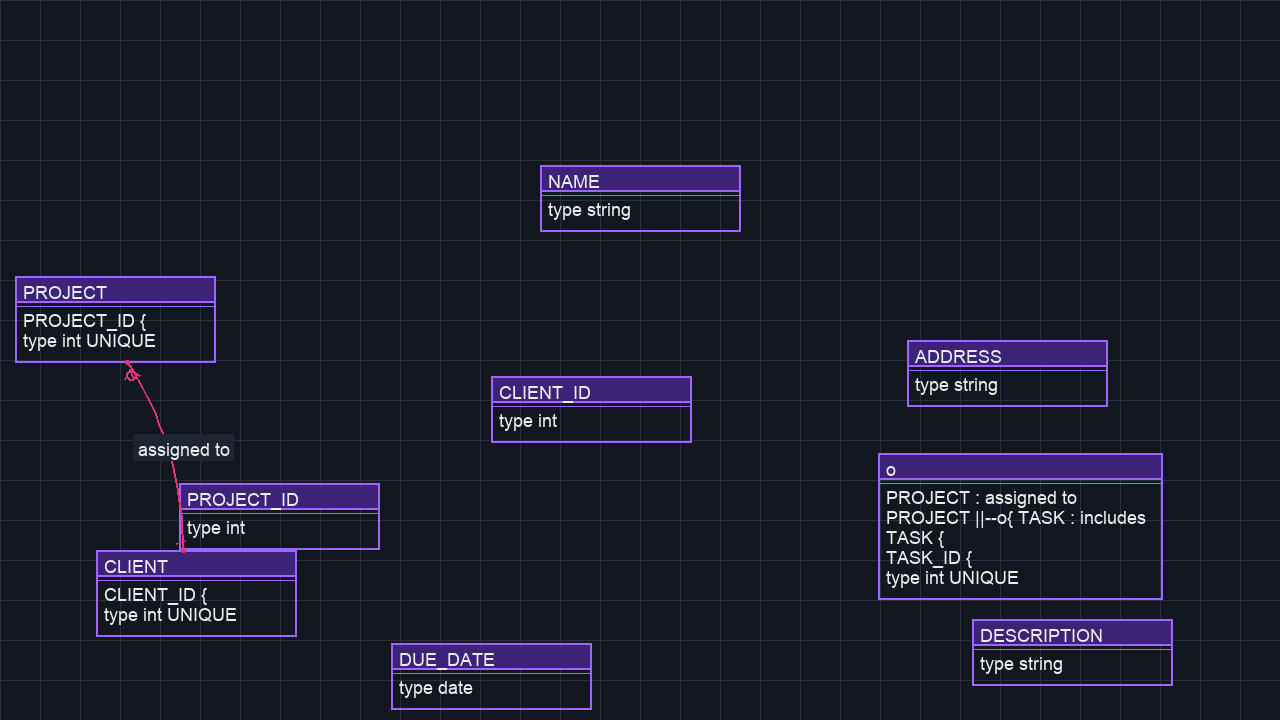 NAME
type string
PROJECT
PROJECT_ID {
type int UNIQUE
ADDRESS
type string
CLIENT_ID
type int
assigned to
o
PROJECT : assigned to
PROJECT ||--o{ TASK : includes
TASK {
TASK_ID {
type int UNIQUE
PROJECT_ID
type int
CLIENT
CLIENT_ID {
type int UNIQUE
DESCRIPTION
type string
DUE_DATE
type date